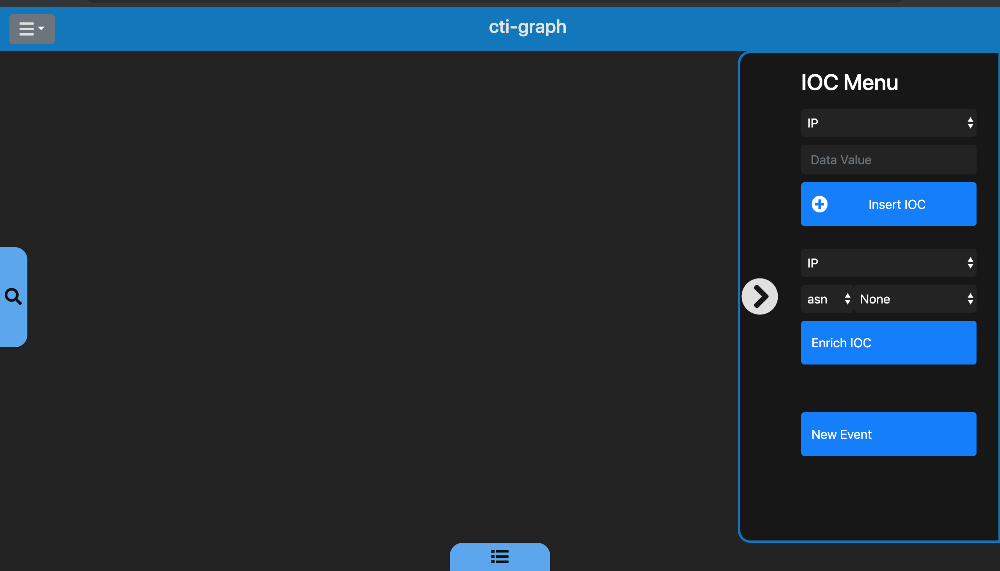 cti-graph
IOC Menu
IP
Data Value
Insert IOC
IP
asn None
Enrich IOC
New Event